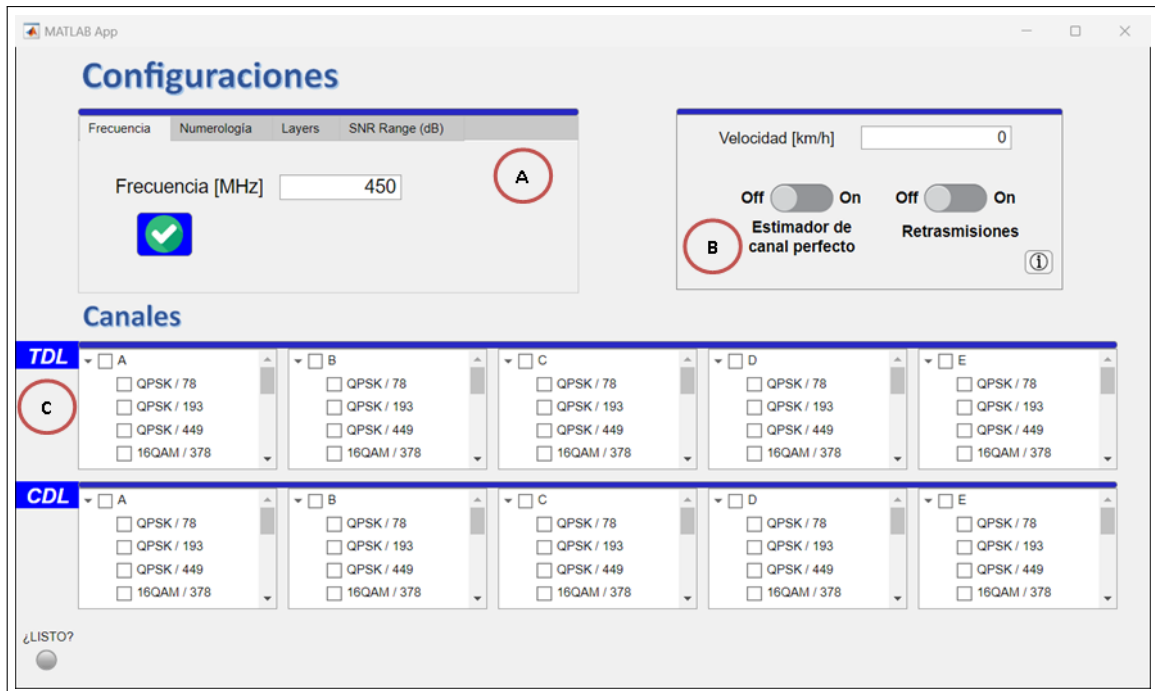 MATLAB App
Configuraciones
Frecuencia Numerología Layers SNR Range (dB)
Frecuencia [MHz] 450
A
Velocidad [km/h] 0
Off On Off On
Estimador de canal perfecto
Retrasmisiones
B
Canales
TDL
C
A
QPSK / 78
QPSK / 193
QPSK / 449
16QAM / 378
B
QPSK / 78
QPSK / 193
QPSK / 449
16QAM / 378
C
QPSK / 78
QPSK / 193
QPSK / 449
16QAM / 378
D
QPSK / 78
QPSK / 193
QPSK / 449
16QAM / 378
E
QPSK / 78
QPSK / 193
QPSK / 449
16QAM / 378
CDL
A
QPSK / 78
QPSK / 193
QPSK / 449
16QAM / 378
B
QPSK / 78
QPSK / 193
QPSK / 449
16QAM / 378
C
QPSK / 78
QPSK / 193
QPSK / 449
16QAM / 378
D
QPSK / 78
QPSK / 193
QPSK / 449
16QAM / 378
E
QPSK / 78
QPSK / 193
QPSK / 449
16QAM / 378
¿LISTO?